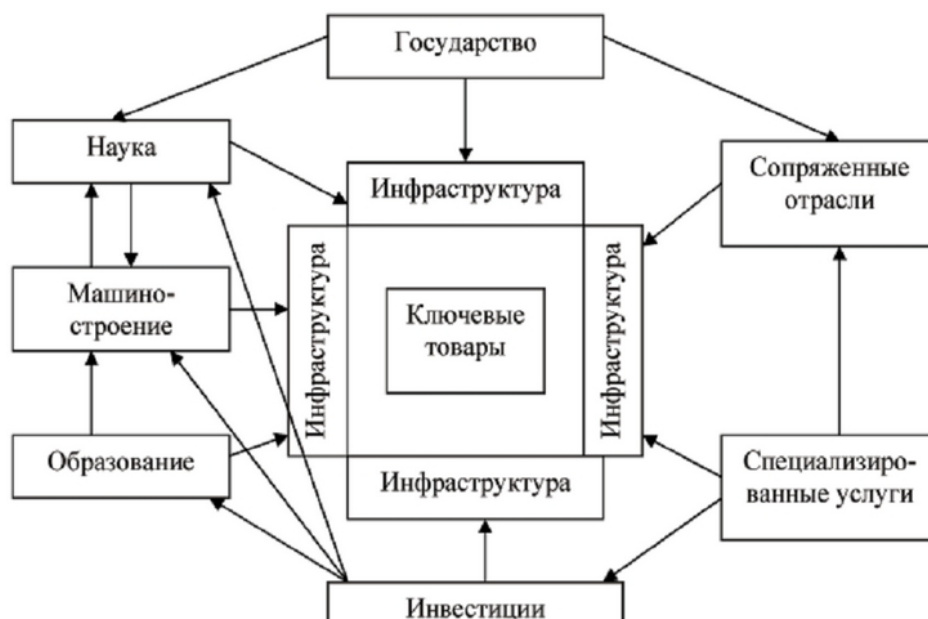 Государство
Наука
Инфраструктура
Сопряженные
отрасли
Машино-
строение
Инфраструктура
Ключевые
товары
Инфраструктура
Образование
Инфраструктура
Специализиро-
ванные услуги
Инвестиции